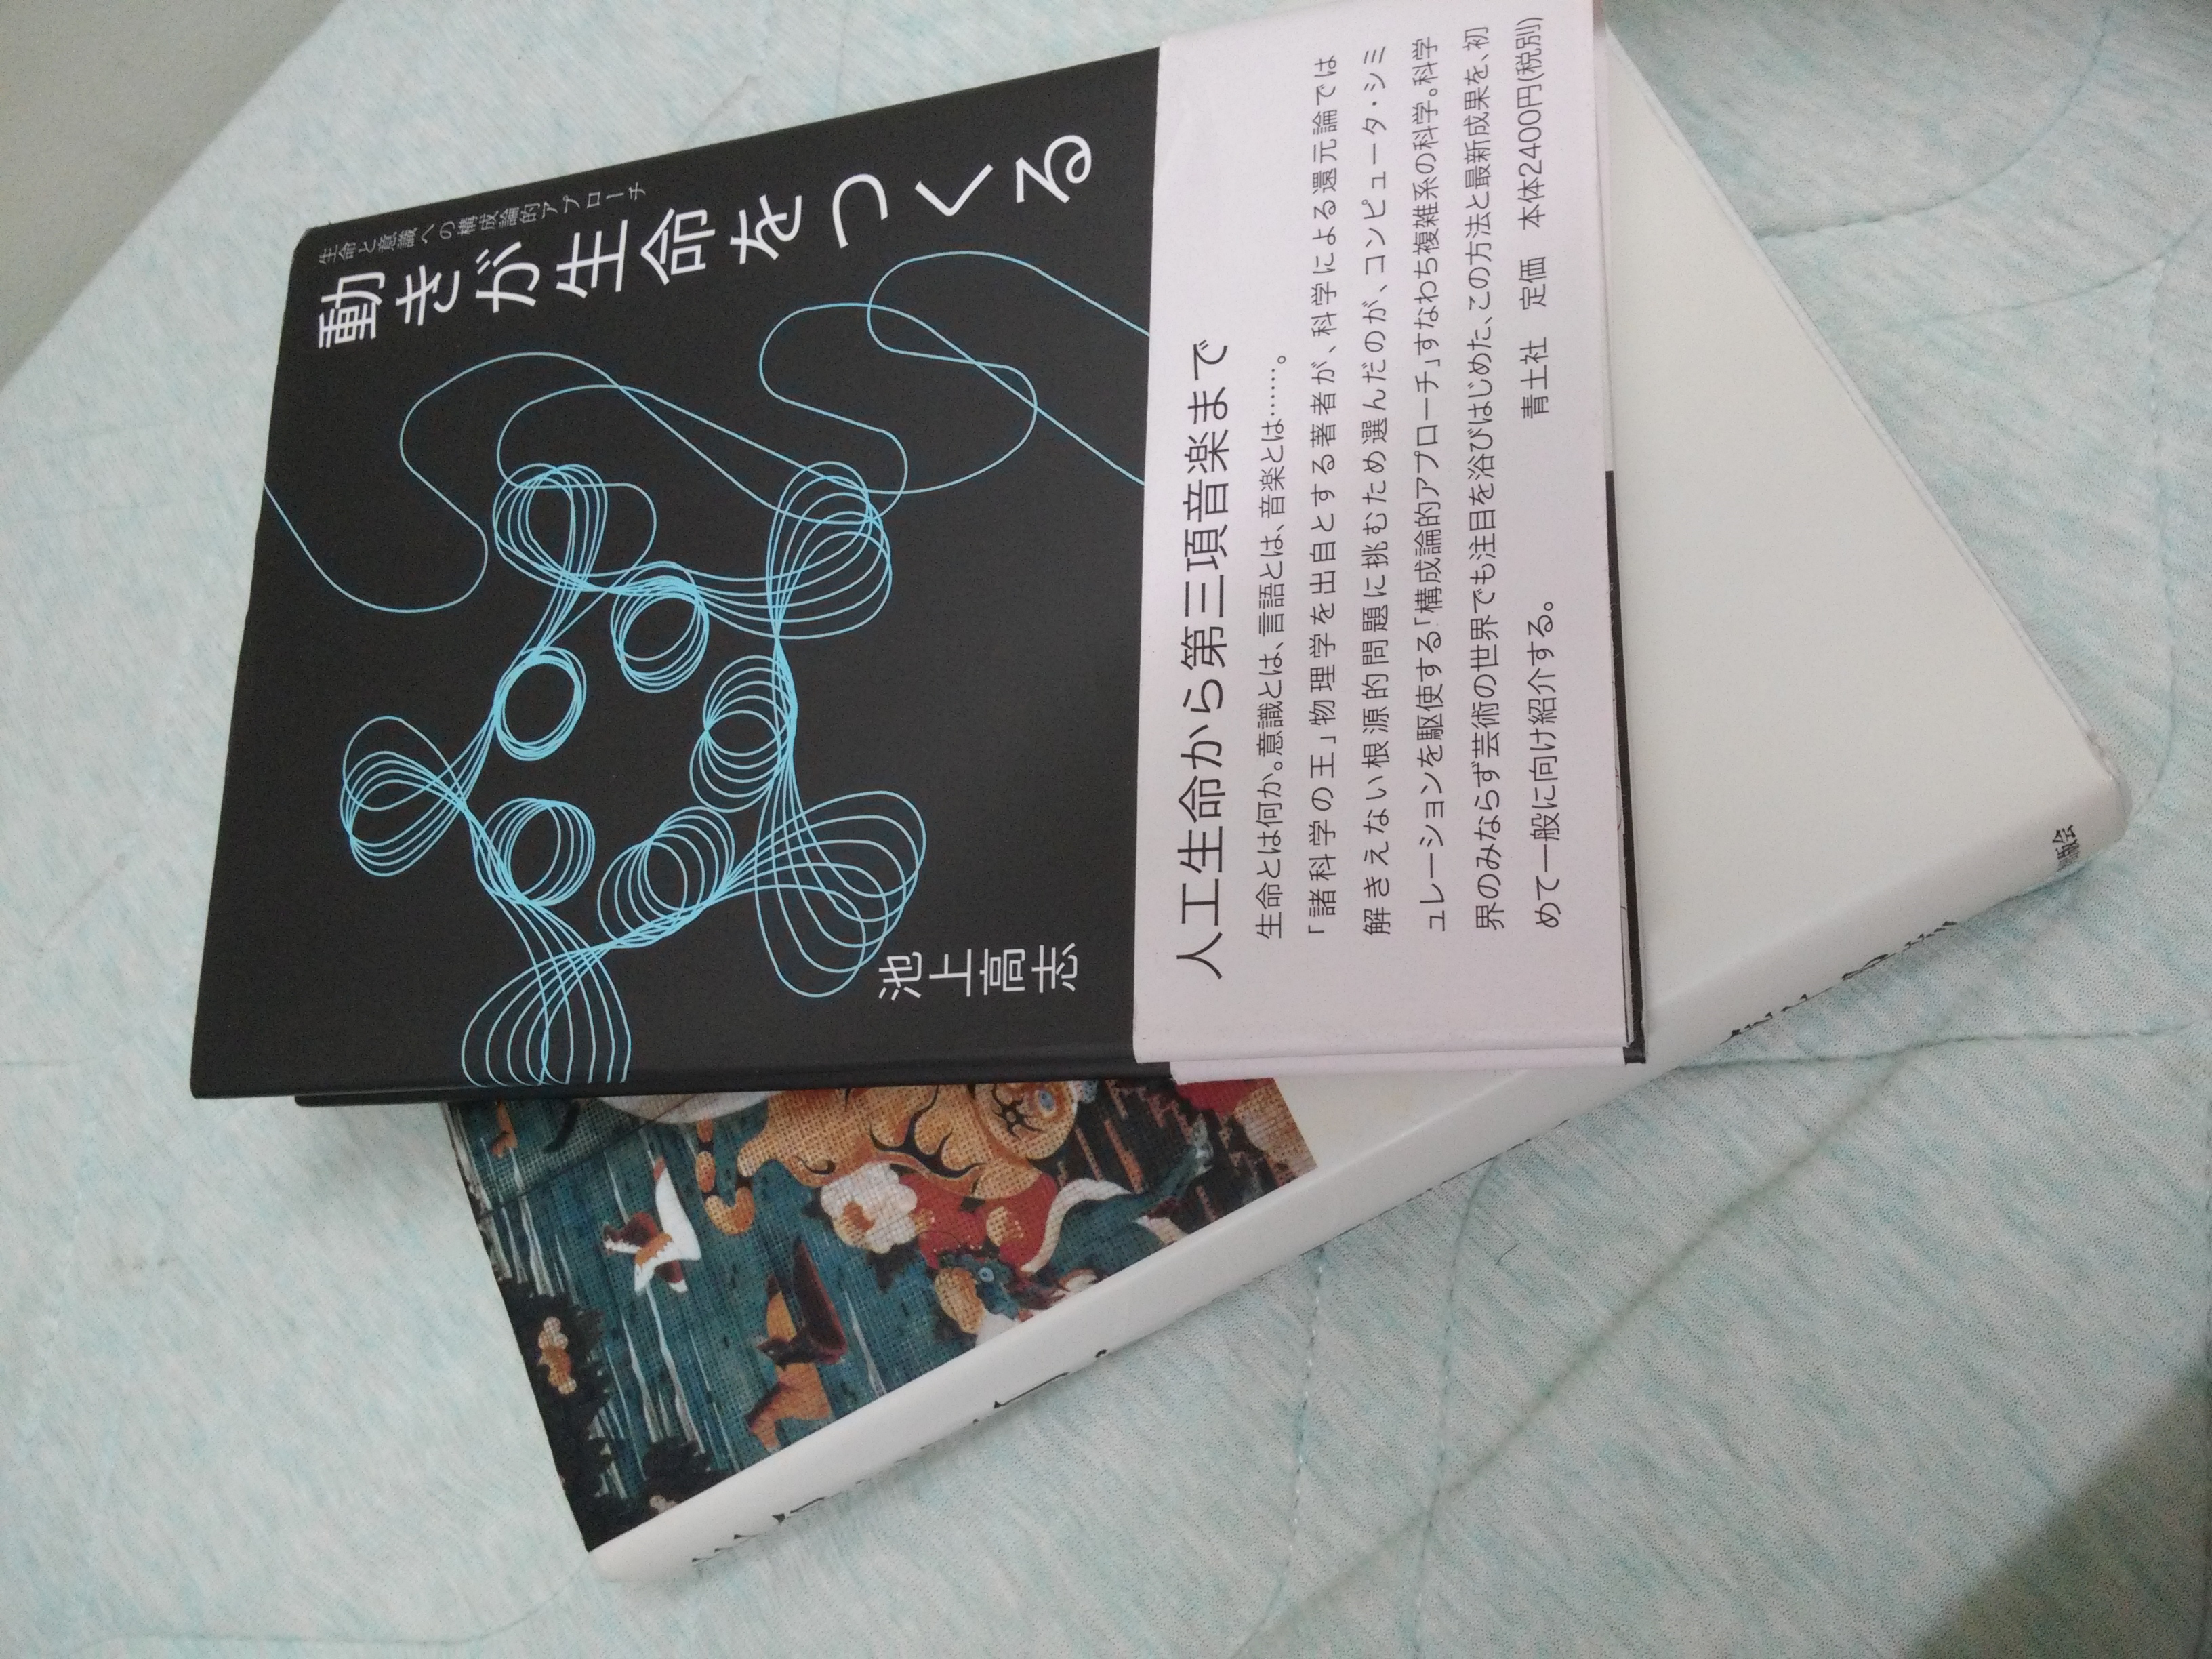 生命と意識への構成論的アプローチ
動きが生命をつくる
池上高志
人工生命から第三項音楽まで
生命とは何か。意識とは、言語とは、音楽とは……。
「諸科学の王」物理学を出自とする著者が、科学による還元論では
解きえない根源的問題に挑むため選んだのが、コンピュータ・シミ
ュレーションを駆使する「構成論的アプローチ」すなわち複雑系の科学。科学
界のみならず芸術の世界でも注目を浴びはじめた、この方法と最新成果を、初
めて一般に向け紹介する。
青土社 定価 本体2400円(税別)
版会